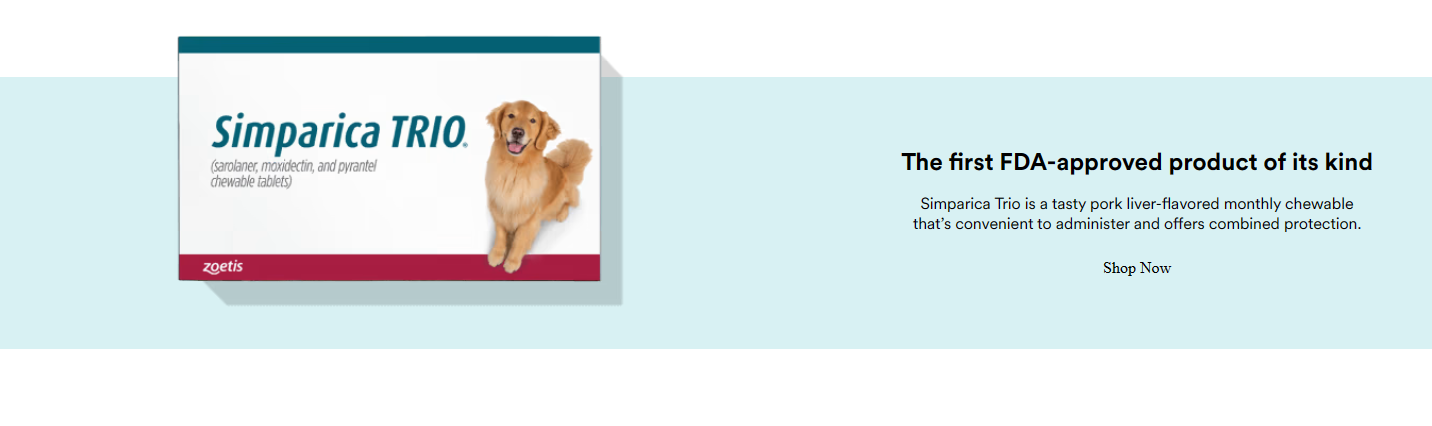 Simparica TRIO®
(sarolaner, moxidectin, and pyrantel
chewable tablets)
zoetis
The first FDA-approved product of its kind
Simparica Trio is a tasty pork liver-flavored monthly chewable
that’s convenient to administer and offers combined protection.
Shop Now